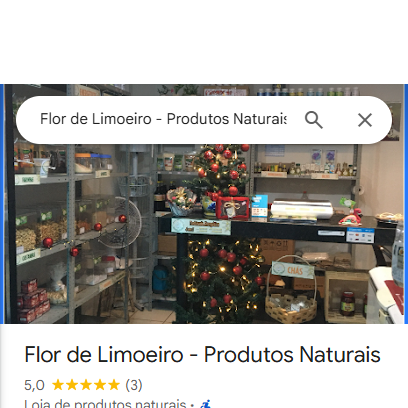 Flor de Limoeiro - Produtos Naturais
CHÁS
Flor de Limoeiro - Produtos Naturais
5,0 (3)
Loja de produtos naturais ·